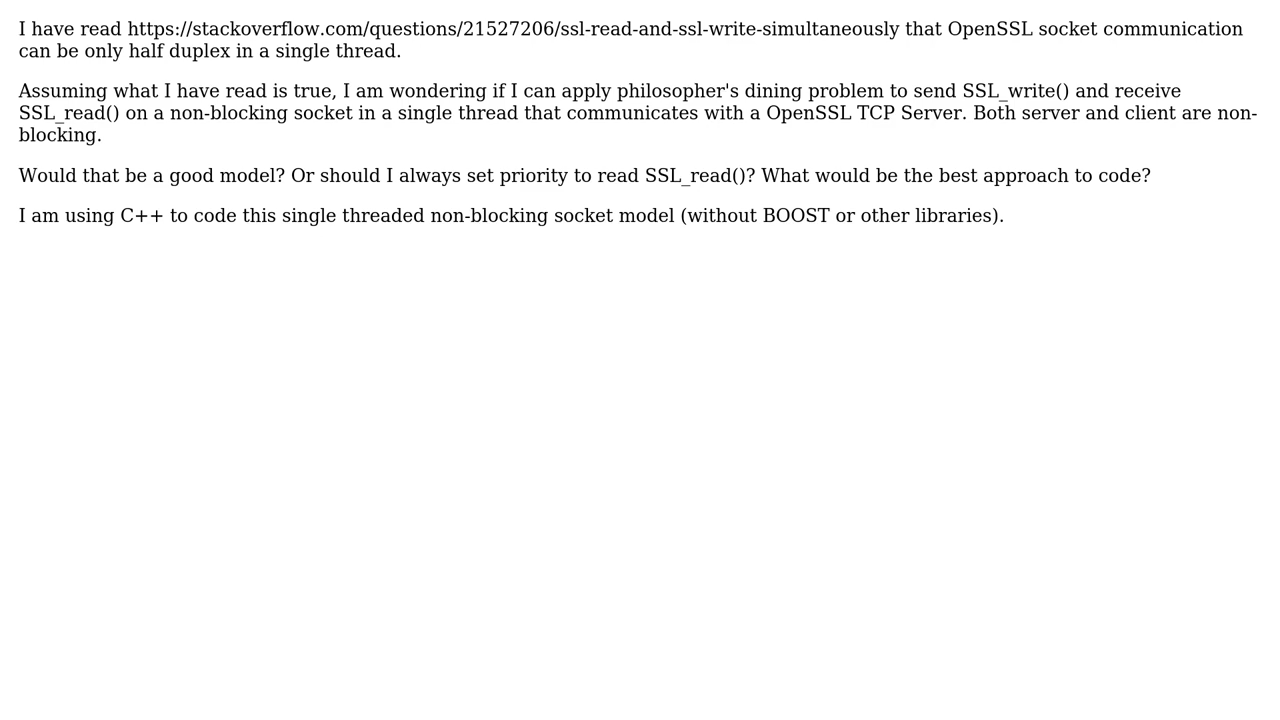 I have read https://stackoverflow.com/questions/21527206/ssl-read-and-ssl-write-simultaneously that OpenSSL socket communication
can be only half duplex in a single thread.
Assuming what I have read is true, I am wondering if I can apply philosopher's dining problem to send SSL_write() and receive
SSL_read() on a non-blocking socket in a single thread that communicates with a OpenSSL TCP Server. Both server and client are non-
blocking.
Would that be a good model? Or should I always set priority to read SSL_read()? What would be the best approach to code?
I am using C++ to code this single threaded non-blocking socket model (without BOOST or other libraries).